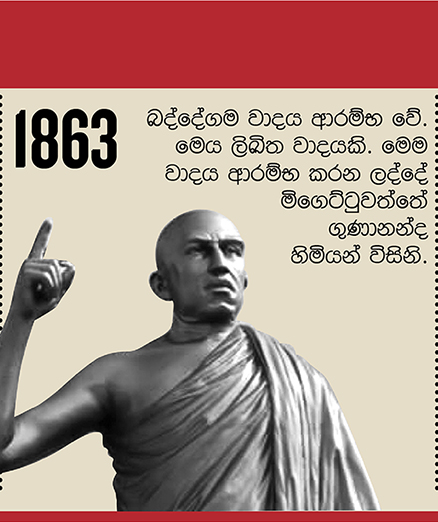 1863
බද්දේගම වාදය ආරම්භ වේ.
මෙය ලිඛිත වාදයකි. මෙම
වාදය ආරම්භ කරන ලද්දේ
මිගෙට්ටුවත්තේ
ගුණානන්ද
හිමියන් විසිනි.